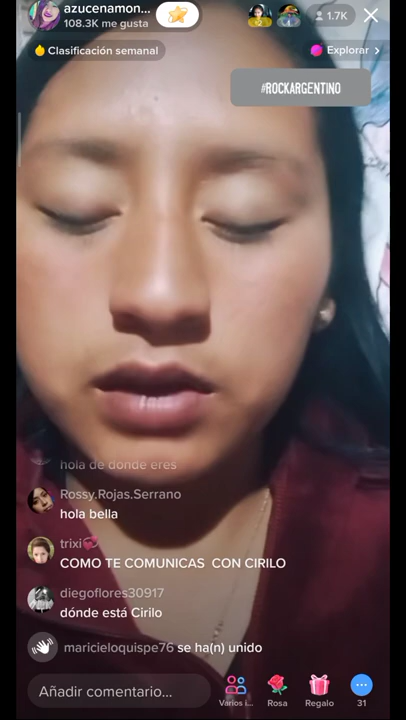 azucenamon...
108.3K me gusta
1.7K
Clasificación semanal
Explorar >
#ROCKARGENTINO
hola de donde eres
Rossy.Rojas.Serrano
hola bella
trixi
COMO TE COMUNICAS CON CIRILO
diegoflores30917
dónde está Cirilo
maricieloquispe76 se ha(n) unido
Añadir comentario...
Varios i...
Rosa
Regalo
31